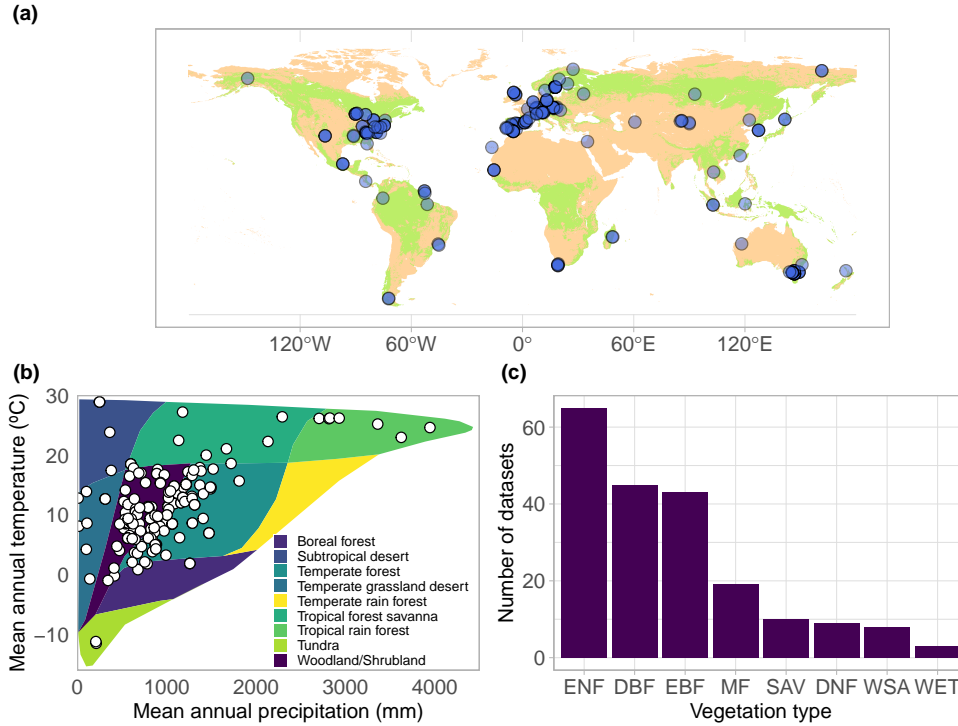 (a)
120°W 60°W 0° 60°E 120°E
(b)
Mean annual temperature (ºC)
30
20
10
0
−10
Boreal forest
Subtropical desert
Temperate forest
Temperate grassland desert
Temperate rain forest
Tropical forest savanna
Tropical rain forest
Tundra
Woodland/Shrubland
0 1000 2000 3000 4000
Mean annual precipitation (mm)
(c)
Number of datasets
60
40
20
0
ENF DBF EBF MF SAV DNF WSA WET
Vegetation type